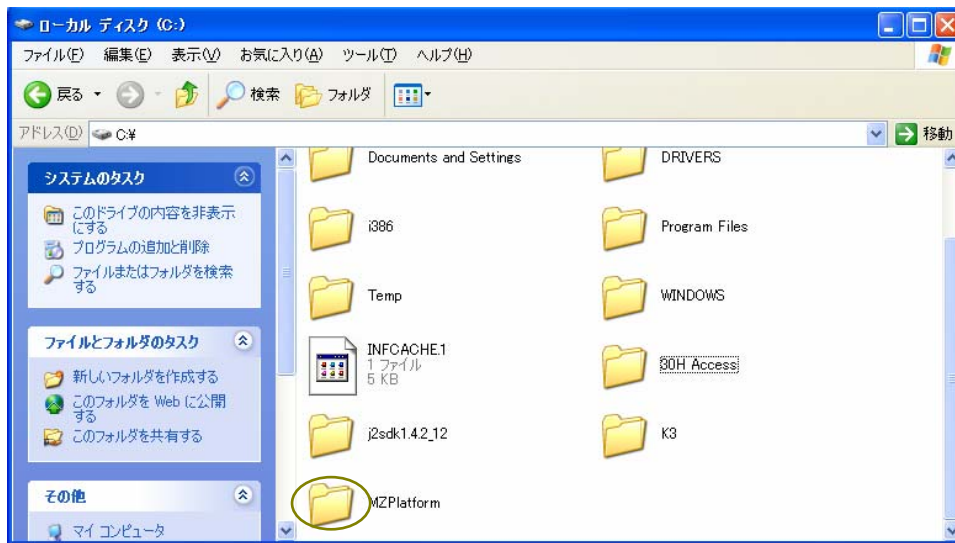 ローカル ディスク (C:)
ファイル(F) 編集(E) 表示(V) お気に入り(A) ツール(T) ヘルプ(H)
戻る 検索 フォルダ
アドレス(D) C:¥ 移動
システムのタスク
このドライブの内容を非表示
にする
プログラムの追加と削除
ファイルまたはフォルダを検索
する
ファイルとフォルダのタスク
新しいフォルダを作成する
このフォルダを Web に公開
する
このフォルダを共有する
その他
マイ コンピュータ
Documents and Settings
DRIVERS
i386
Program Files
Temp
WINDOWS
INFCACHE.1
1 ファイル
5 KB
30H Access
j2sdk1.4.2_12
K3
MZPlatform